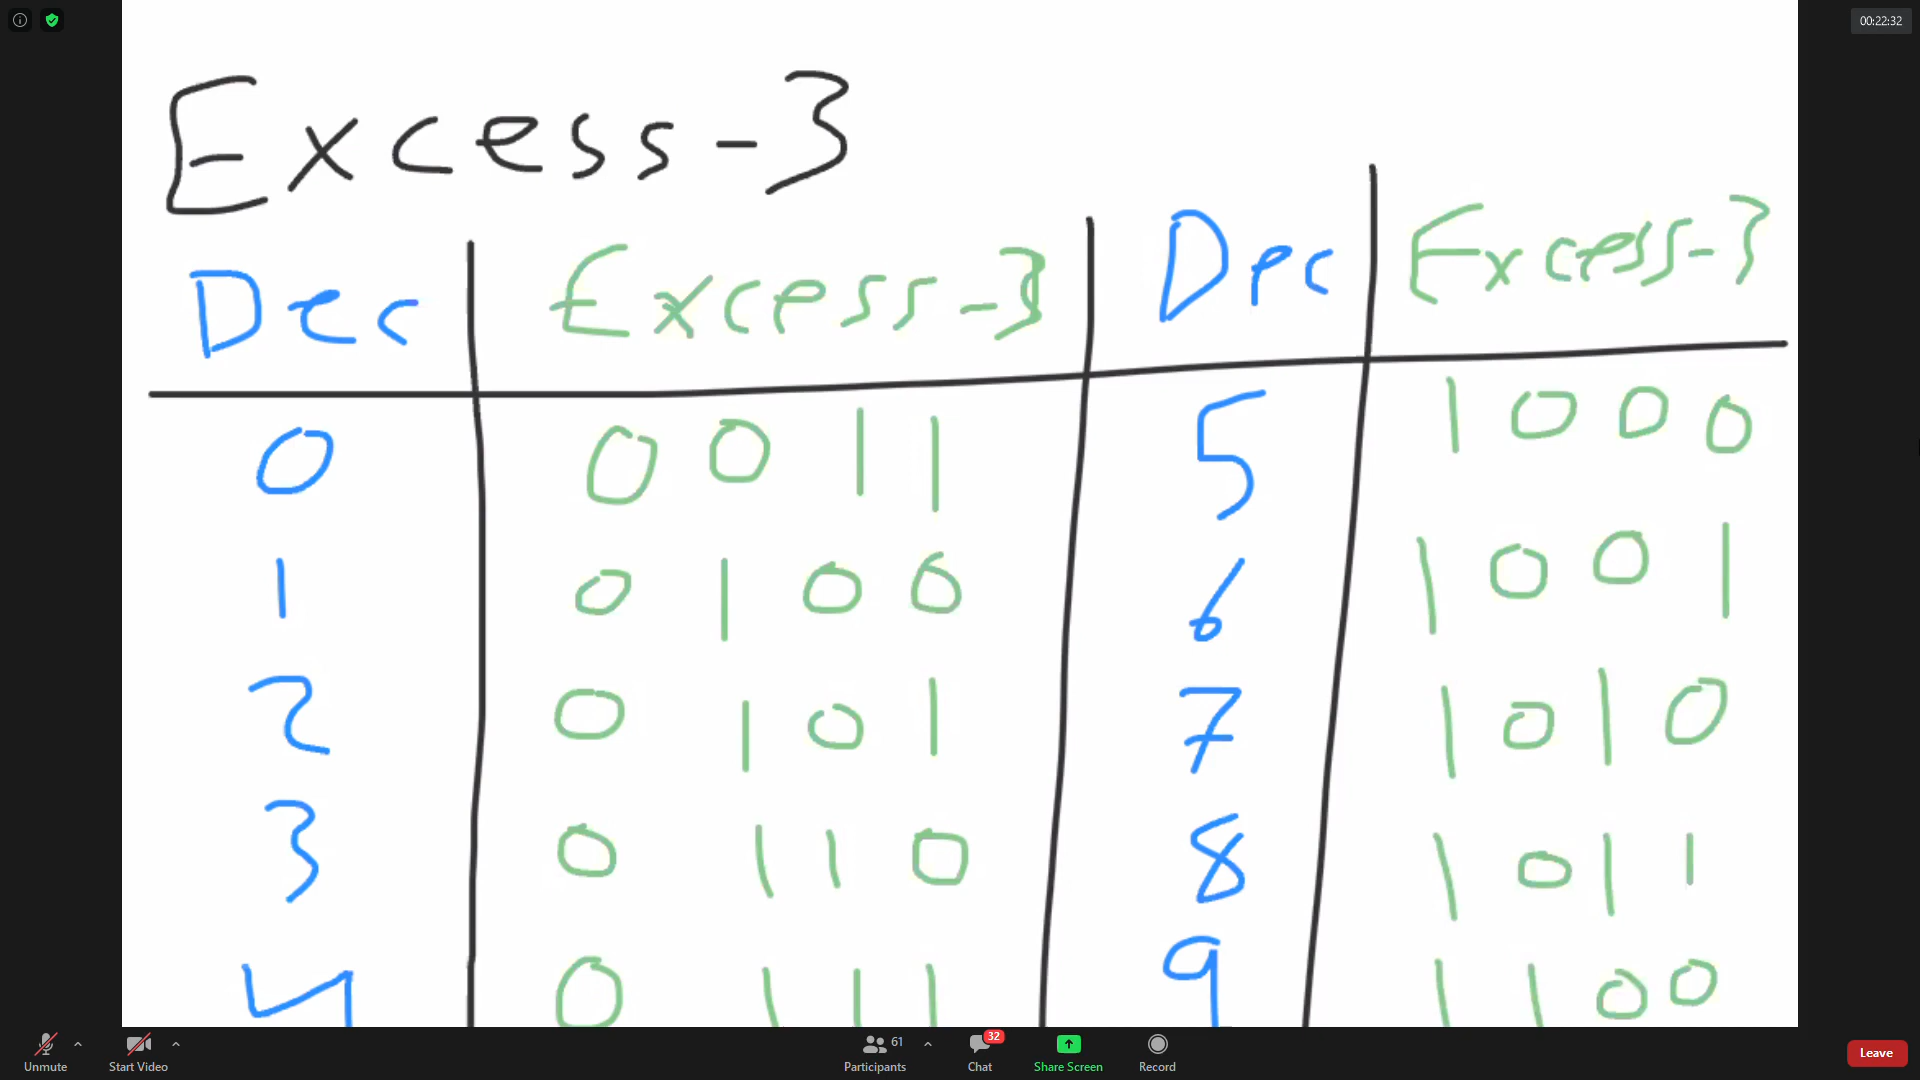 00:22:32
Excess-3
Dec Excess-3 Dec Excess-3
0 0011 5 1000
1 0100 6 1001
2 0101 7 1010
3 0110 8 1011
4 0111 9 1100
61 32
Unmute Start Video Participants Chat Share Screen Record Leave